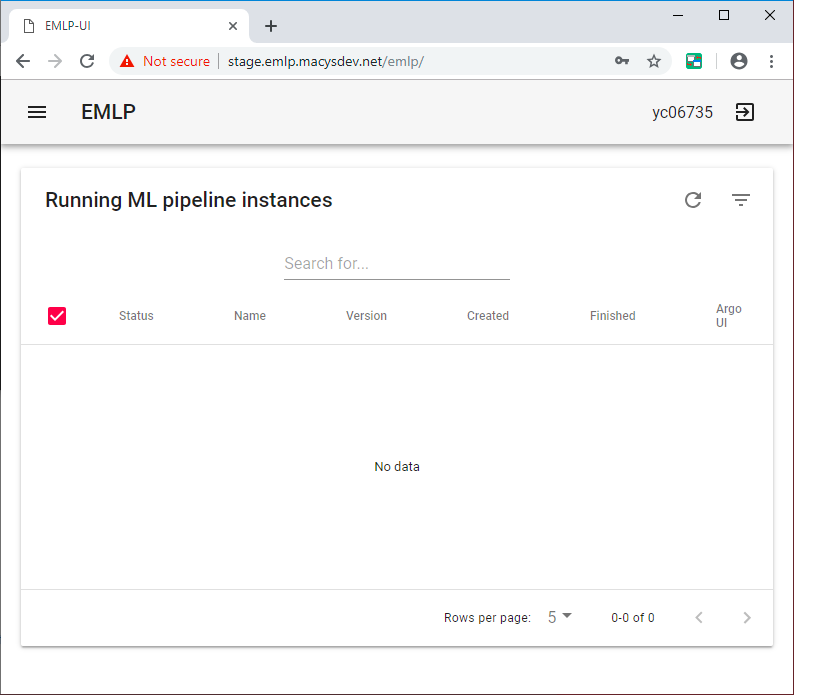 EMLP-UI
Not secure stage.emlp.macysdev.net/emlp/
EMLP yc06735
Running ML pipeline instances
Search for...
Status Name Version Created Finished Argo UI
No data
Rows per page: 5 0-0 of 0